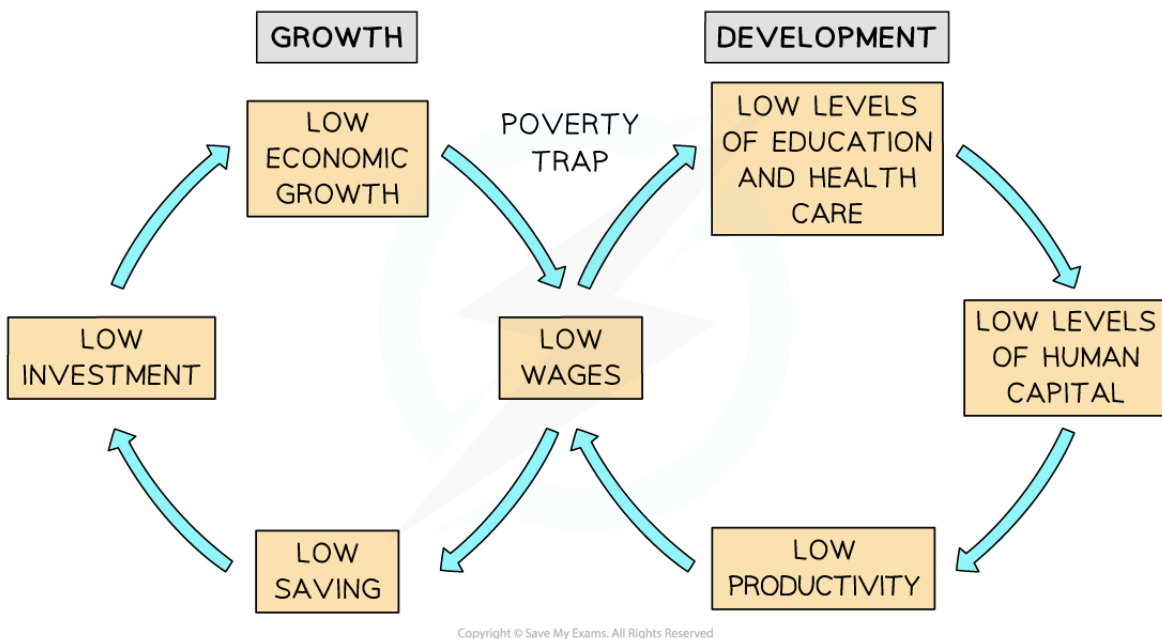 GROWTH
DEVELOPMENT
LOW
ECONOMIC
GROWTH
POVERTY
TRAP
LOW LEVELS
OF EDUCATION
AND HEALTH
CARE
LOW
INVESTMENT
LOW
WAGES
LOW LEVELS
OF HUMAN
CAPITAL
LOW
SAVING
LOW
PRODUCTIVITY
Copyright © Save My Exams. All Rights Reserved